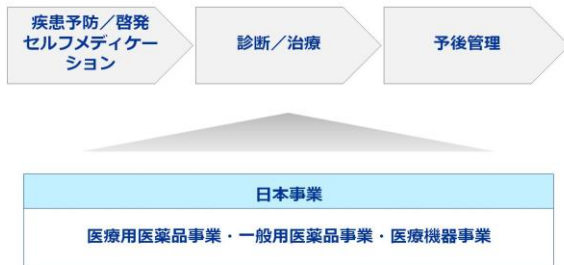 疾患予防／啓発
セルフメディケー
ション
診断／治療
予後管理
日本事業
医療用医薬品事業・一般用医薬品事業・医療機器事業